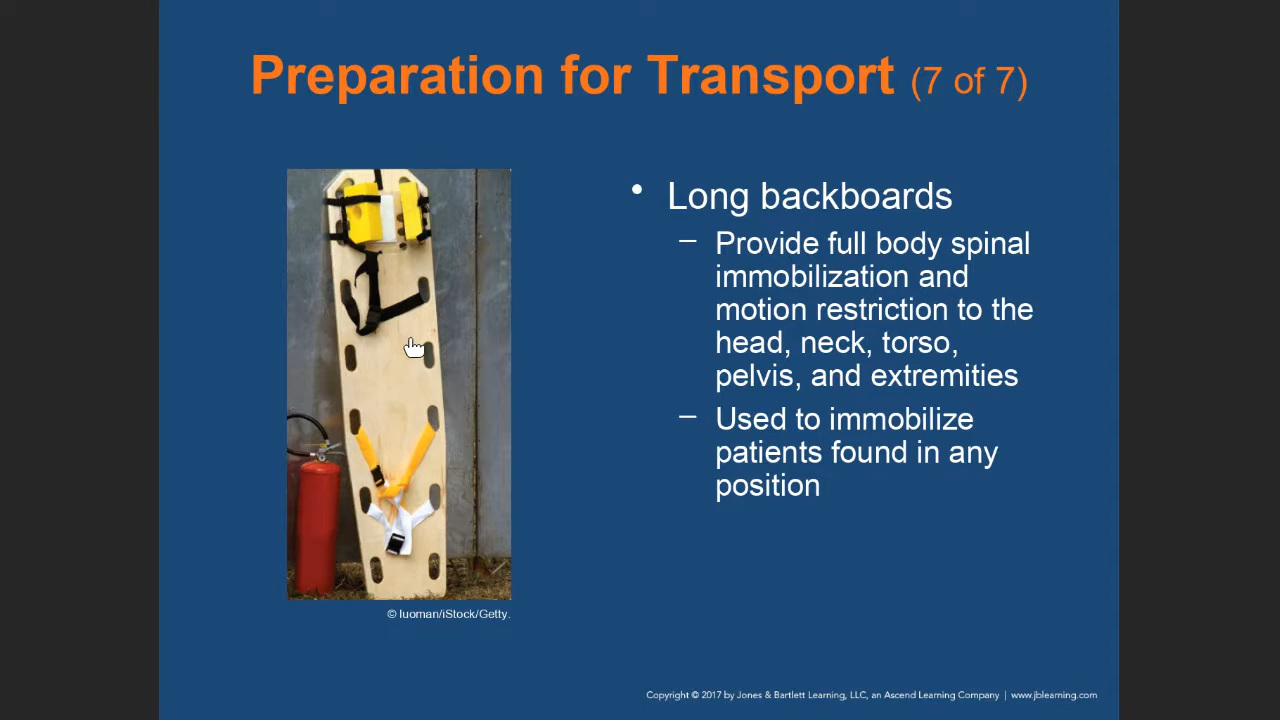 Preparation for Transport (7 of 7)
• Long backboards
– Provide full body spinal
immobilization and
motion restriction to the
head, neck, torso,
pelvis, and extremities
– Used to immobilize
patients found in any
position
© luoman/iStock/Getty.
Copyright © 2017 by Jones & Bartlett Learning, LLC, an Ascend Learning Company | www.jblearning.com